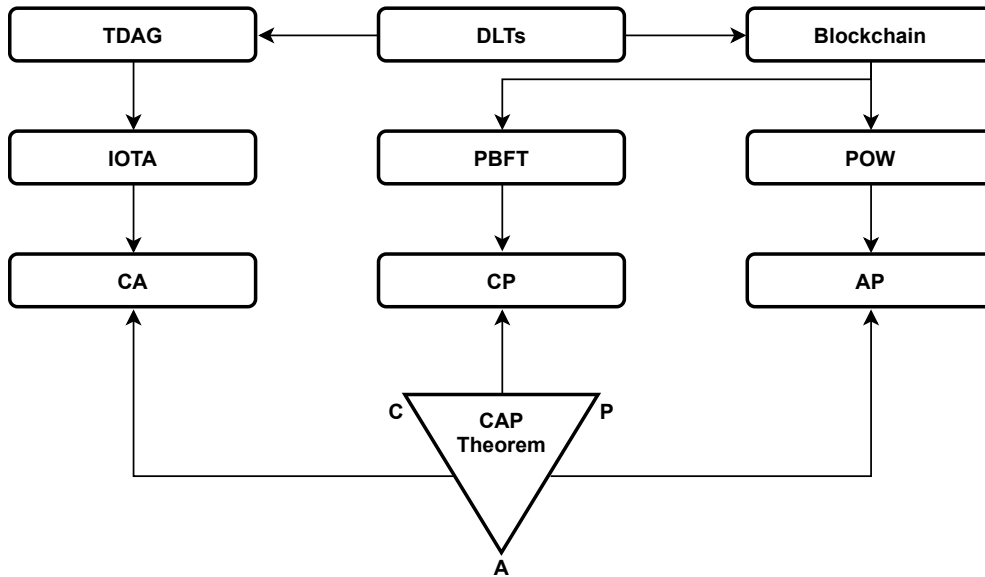 TDAG
DLTs
Blockchain
IOTA
PBFT
POW
CA
CP
AP
C
CAP
Theorem
P
A